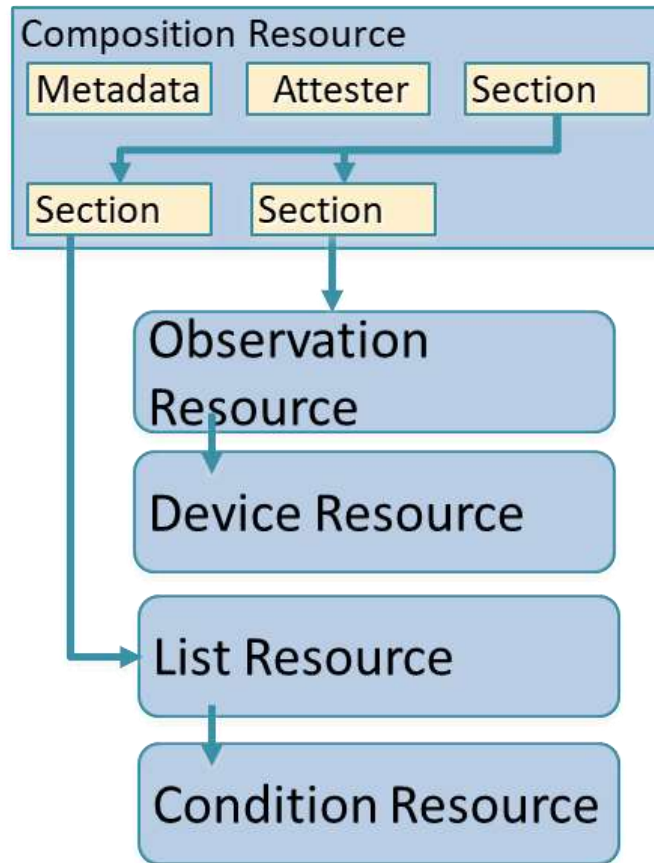 Composition Resource
Metadata
Attester
Section
Section
Section
Observation
Resource
Device Resource
List Resource
Condition Resource